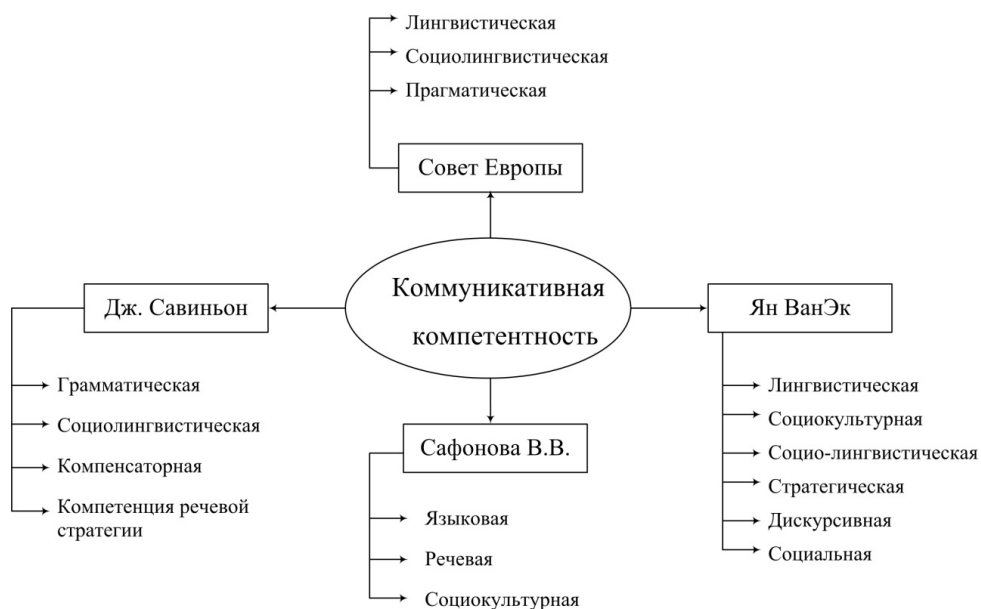 Лингвистическая
Социолингвистическая
Прагматическая
Совет Европы
Коммуникативная
компетентность
Дж. Савиньон
Грамматическая
Социолингвистическая
Компенсаторная
Компетенция речевой
стратегии
Сафонова В.В.
Языковая
Речевая
Социокультурная
Ян ВанЭк
Лингвистическая
Социокультурная
Социо-лингвистическая
Стратегическая
Дискурсивная
Социальная